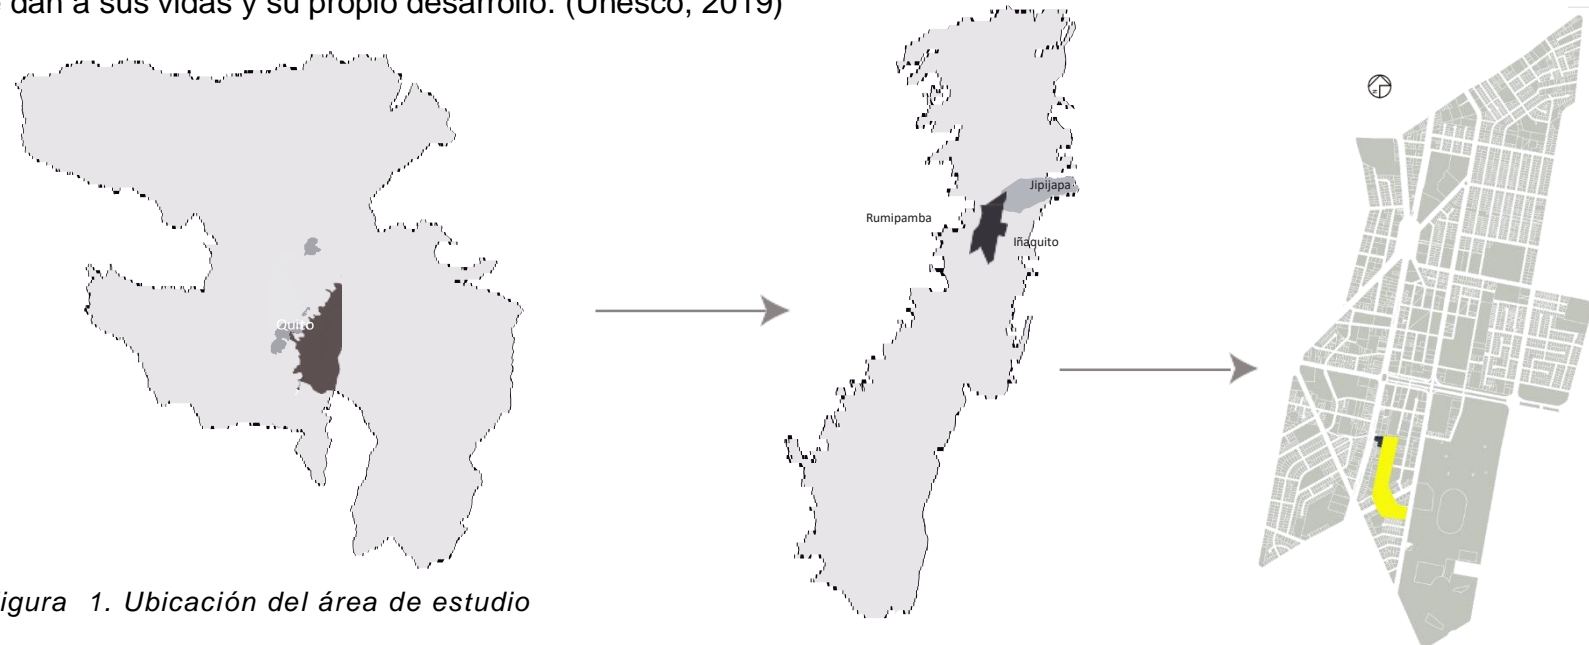 dan a sus vidas y su propio desarrollo. (Unesco, 2019)
Jipijapa
Rumipamba
Iñaquito
Quito
igura 1. Ubicación del área de estudio